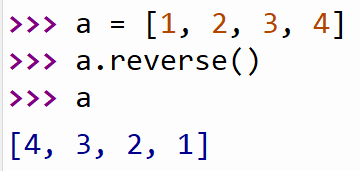 >>> a = [1, 2, 3, 4]
>>> a.reverse()
>>> a
[4, 3, 2, 1]